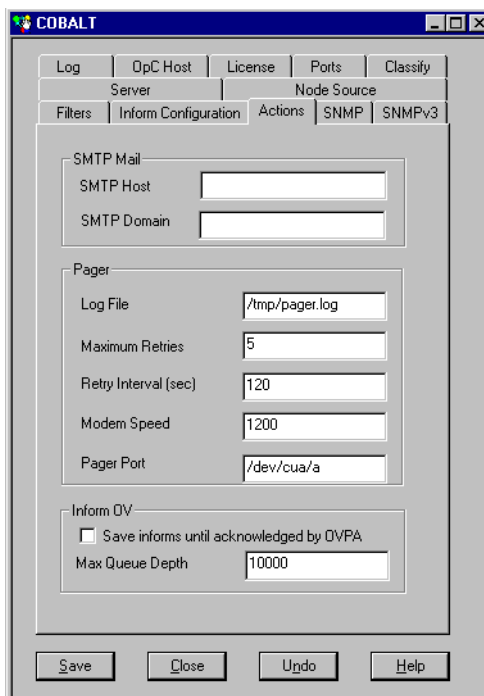 COBALT
Log OpC Host License Ports Classify
Server Node Source
Filters Inform Configuration Actions SNMP SNMPv3
SMTP Mail
SMTP Host
SMTP Domain
Pager
Log File /tmp/pager.log
Maximum Retries 5
Retry Interval (sec) 120
Modem Speed 1200
Pager Port /dev/cua/a
Inform OV
Save informs until acknowledged by OVPA
Max Queue Depth 10000
Save Close Undo Help